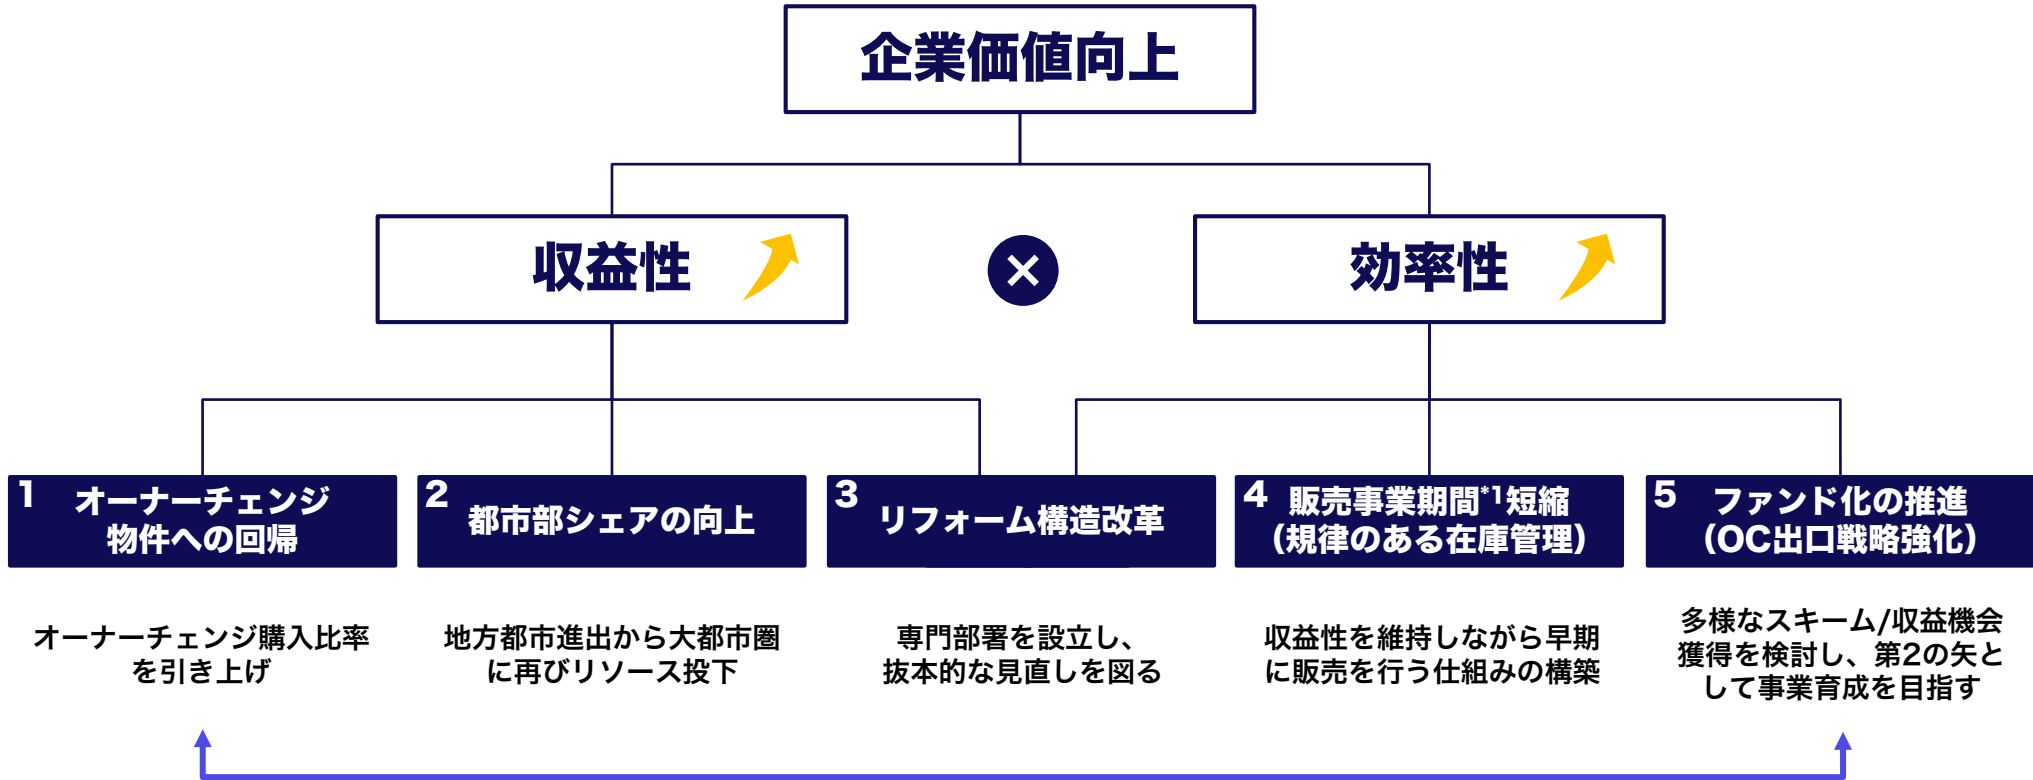 企業価値向上
収益性
×
効率性
1 オーナーチェンジ
物件への回帰
2 都市部シェアの向上
3 リフォーム構造改革
4 販売事業期間*1短縮
（規律のある在庫管理）
5 ファンド化の推進
（OC出口戦略強化）
オーナーチェンジ購入比率
を引き上げ
地方都市進出から大都市圏
に再びリソース投下
専門部署を設立し、
抜本的な見直しを図る
収益性を維持しながら早期
に販売を行う仕組みの構築
多様なスキーム/収益機会
獲得を検討し、第2の矢と
して事業育成を目指す